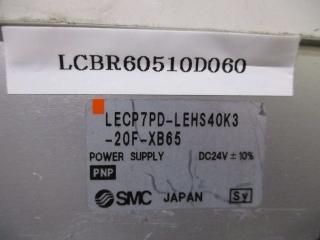 LCBR60510D060
LECP7PD-LEHS40K3
-20F-XB65
POWER SUPPLY DC24V ± 10%
PNP
SMC JAPAN Sy